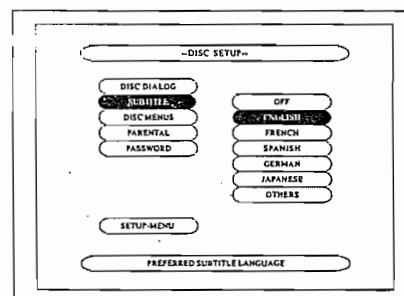 --DISC SETUP--
DISC DIALOG
SUBTITLE
DISC MENUS
PARENTAL
PASSWORD
OFF
ENGLISH
FRENCH
SPANISH
GERMAN
JAPANESE
OTHERS
SETUP-MENU
PREFERRED SUBTITLE LANGUAGE